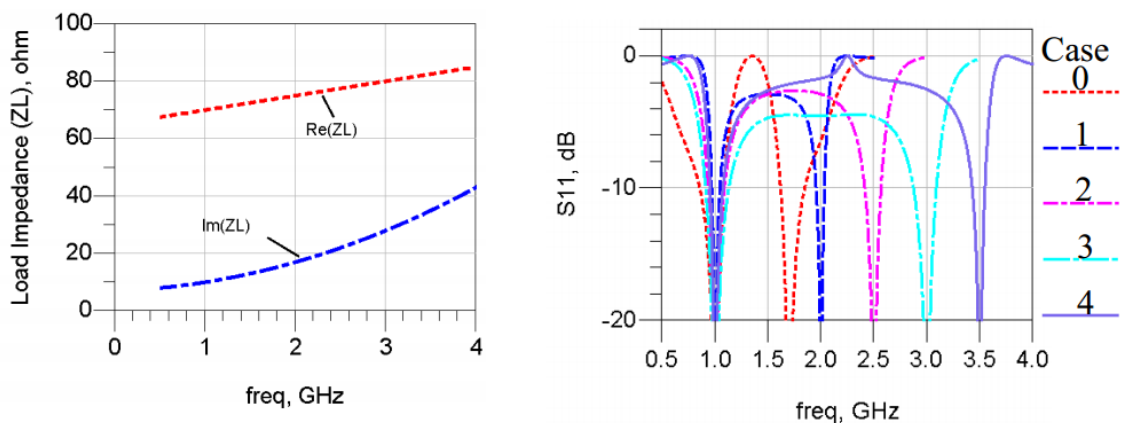 Load Impedance (ZL), ohm
100
80
60
40
20
0
Re(ZL)
Im(ZL)
0 1 2 3 4
freq, GHz
S11, dB
0
-10
-20
0.5 1.0 1.5 2.0 2.5 3.0 3.5 4.0
freq, GHz
Case
0
1
2
3
4